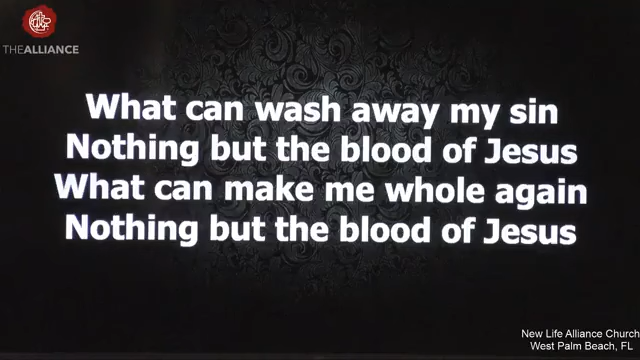 THEALLIANCE
What can wash away my sin
Nothing but the blood of Jesus
What can make me whole again
Nothing but the blood of Jesus
New Life Alliance Church
West Palm Beach, FL